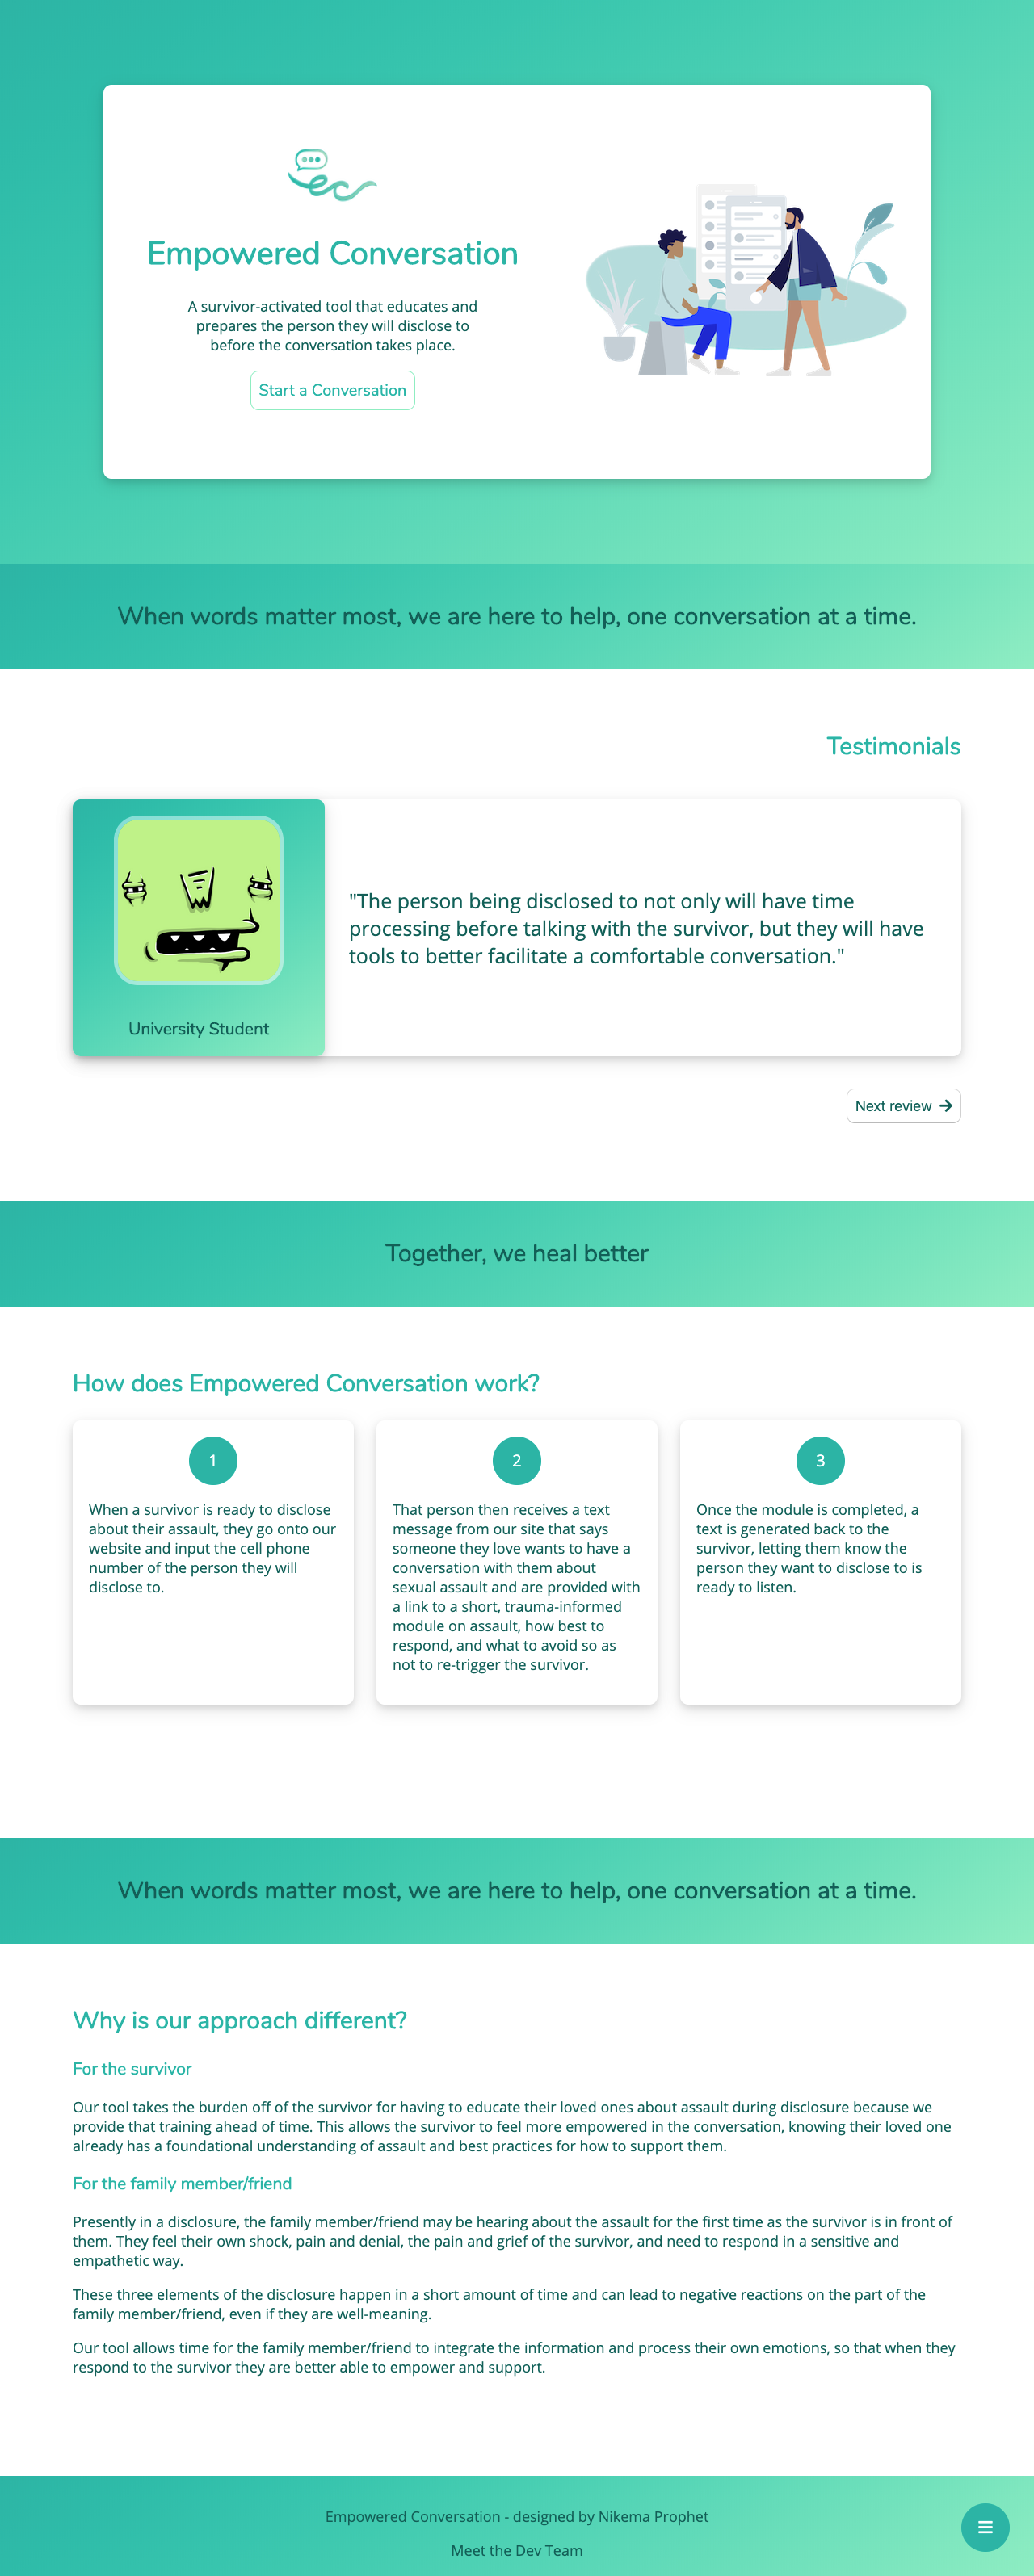 ec
Empowered Conversation
A survivor-activated tool that educates and
prepares the person they will disclose to
before the conversation takes place.
Start a Conversation
When words matter most, we are here to help, one conversation at a time.
Testimonials
"The person being disclosed to not only will have time
processing before talking with the survivor, but they will have
tools to better facilitate a comfortable conversation."
University Student
Next review
Together, we heal better
How does Empowered Conversation work?
1
When a survivor is ready to disclose
about their assault, they go onto our
website and input the cell phone
number of the person they will
disclose to.
2
That person then receives a text
message from our site that says
someone they love wants to have a
conversation with them about
sexual assault and are provided with
a link to a short, trauma-informed
module on assault, how best to
respond, and what to avoid so as
not to re-trigger the survivor.
3
Once the module is completed, a
text is generated back to the
survivor, letting them know the
person they want to disclose to is
ready to listen.
When words matter most, we are here to help, one conversation at a time.
Why is our approach different?
For the survivor
Our tool takes the burden off of the survivor for having to educate their loved ones about assault during disclosure because we
provide that training ahead of time. This allows the survivor to feel more empowered in the conversation, knowing their loved one
already has a foundational understanding of assault and best practices for how to support them.
For the family member/friend
Presently in a disclosure, the family member/friend may be hearing about the assault for the first time as the survivor is in front of
them. They feel their own shock, pain and denial, the pain and grief of the survivor, and need to respond in a sensitive and
empathetic way.
These three elements of the disclosure happen in a short amount of time and can lead to negative reactions on the part of the
family member/friend, even if they are well-meaning.
Our tool allows time for the family member/friend to integrate the information and process their own emotions, so that when they
respond to the survivor they are better able to empower and support.
Empowered Conversation - designed by Nikema Prophet
Meet the Dev Team